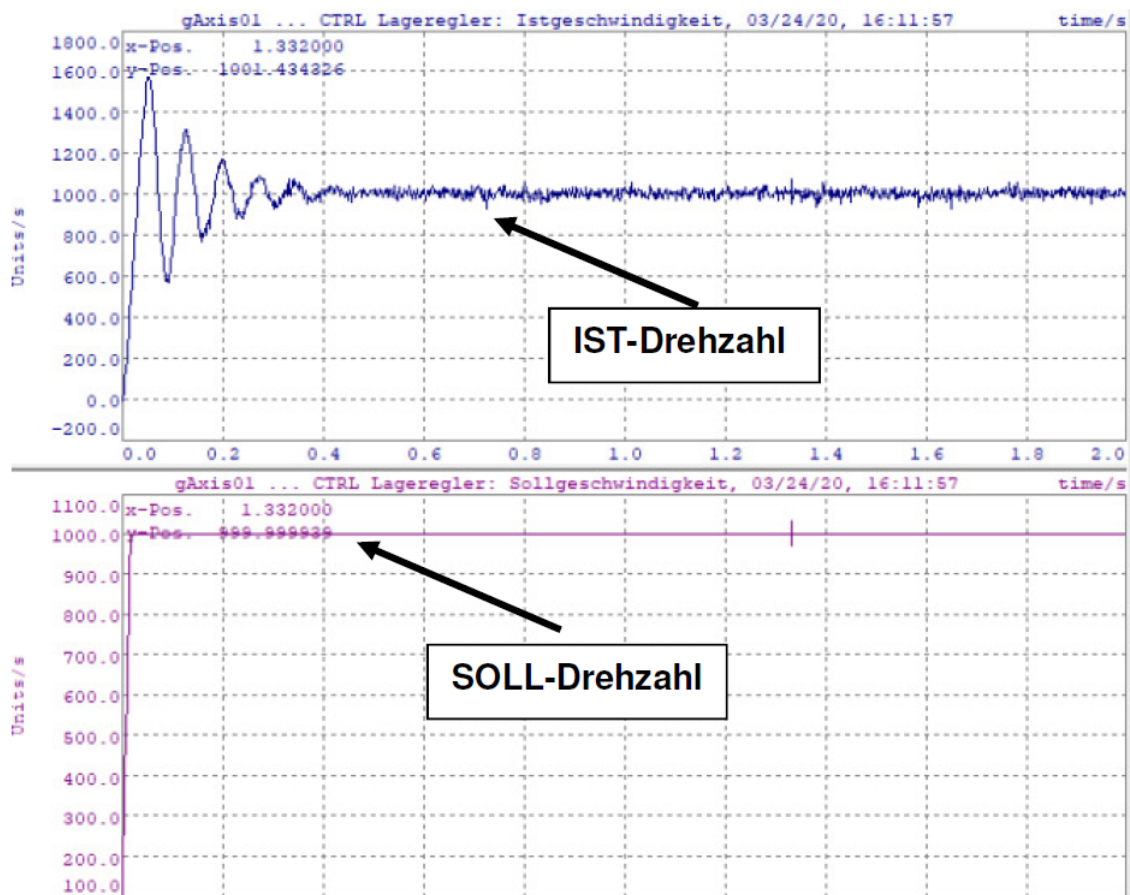 gAxis01 ... CTRL Lageregler: Istgeschwindigkeit, 03/24/20, 16:11:57 time/s
1800.0
x-Pos. 1.332000
y-Pos. 1001.434326
1600.0
1400.0
1200.0
1000.0
800.0
600.0
400.0
200.0
0.0
-200.0
Units/s
IST-Drehzahl
0.0 0.2 0.4 0.6 0.8 1.0 1.2 1.4 1.6 1.8 2.0
gAxis01 ... CTRL Lageregler: Sollgeschwindigkeit, 03/24/20, 16:11:57 time/s
1100.0
x-Pos. 1.332000
y-Pos. 999.999939
1000.0
900.0
800.0
700.0
600.0
500.0
400.0
300.0
200.0
100.0
Units/s
SOLL-Drehzahl